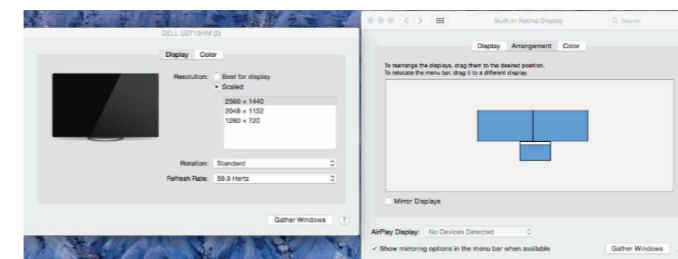 DELL U2713HM (2)
Display Color
Resolution: Best for display
Scaled
2560 × 1440
2048 × 1152
1280 × 720
Rotation: Standard
Refresh Rate: 59.9 Hertz
Gather Windows ?
Built-in Retina Display
Search
Display Arrangement Color
To rearrange the displays, drag them to the desired position.
To relocate the menu bar, drag it to a different display.
Mirror Displays
AirPlay Display: No Devices Detected
Show mirroring options in the menu bar when available
Gather Windows